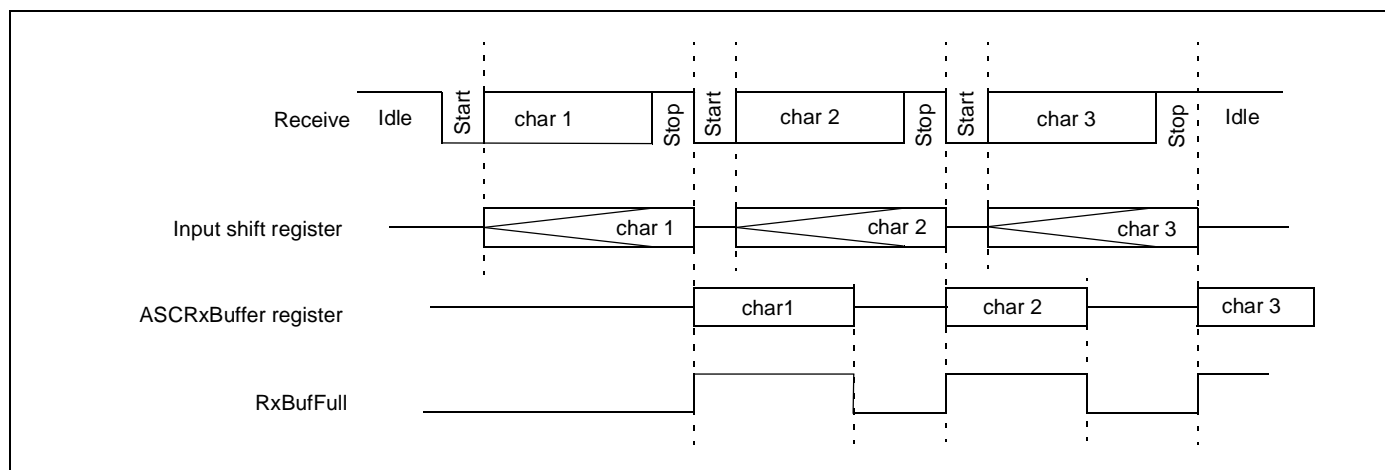 Receive Idle Start char 1 Stop Start char 2 Stop Start char 3 Stop Idle
Input shift register char 1 char 2 char 3
ASCRxBuffer register char1 char 2 char 3
RxBufFull